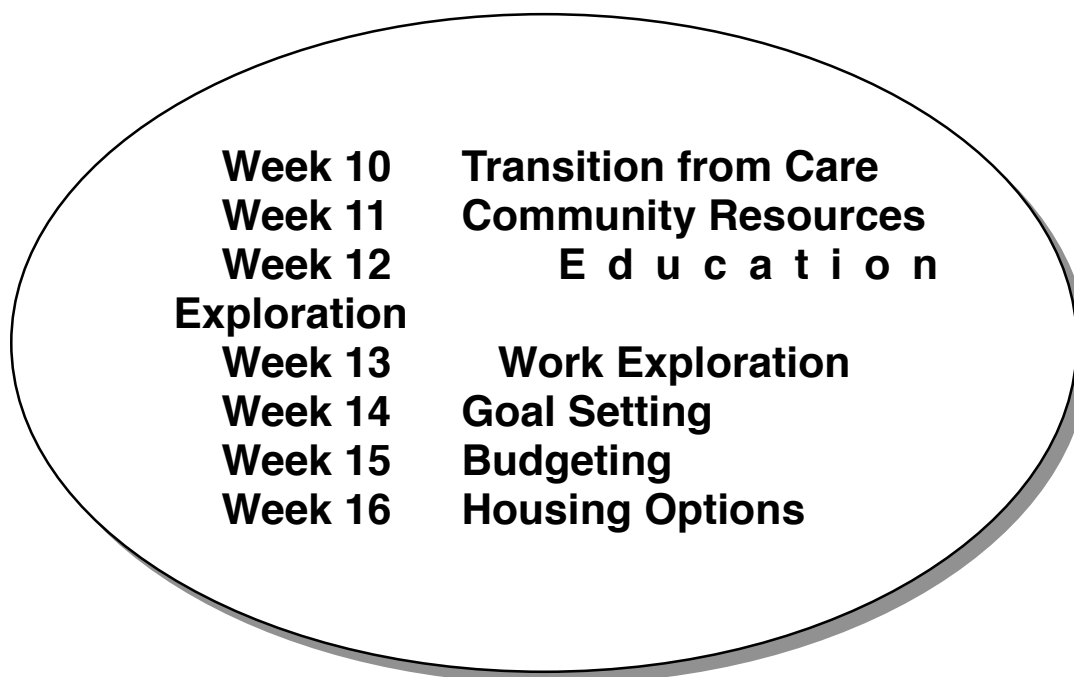 Week 10 Transition from Care
Week 11 Community Resources
Week 12 Education
Exploration
Week 13 Work Exploration
Week 14 Goal Setting
Week 15 Budgeting
Week 16 Housing Options